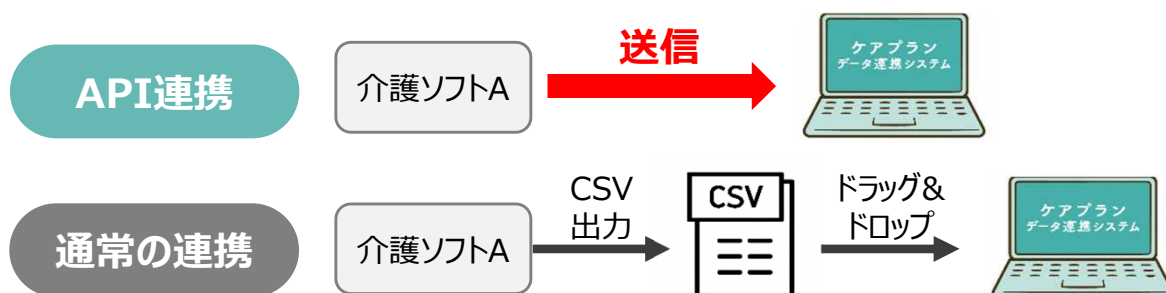 API連携
介護ソフトA
送信
ケアプラン
データ連携システム
通常の連携
介護ソフトA
CSV
出力
CSV
ドラッグ&
ドロップ
ケアプラン
データ連携システム